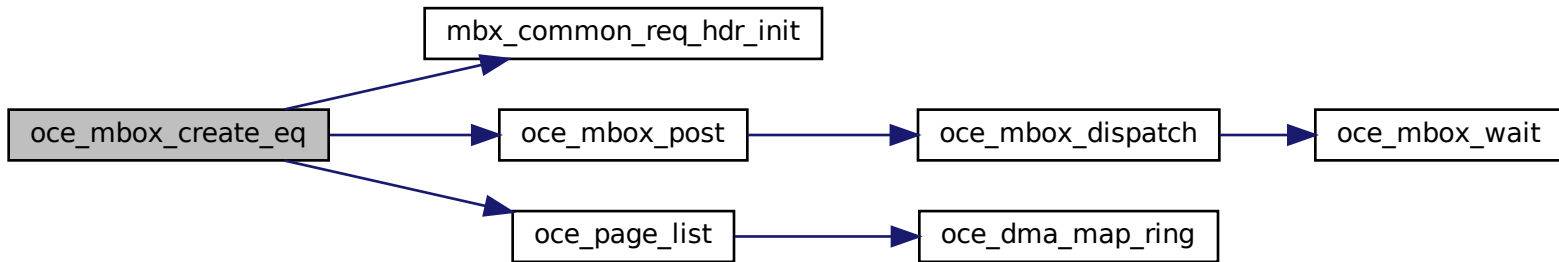 mbx_common_req_hdr_init
oce_mbox_create_eq
oce_mbox_post
oce_mbox_dispatch
oce_mbox_wait
oce_page_list
oce_dma_map_ring